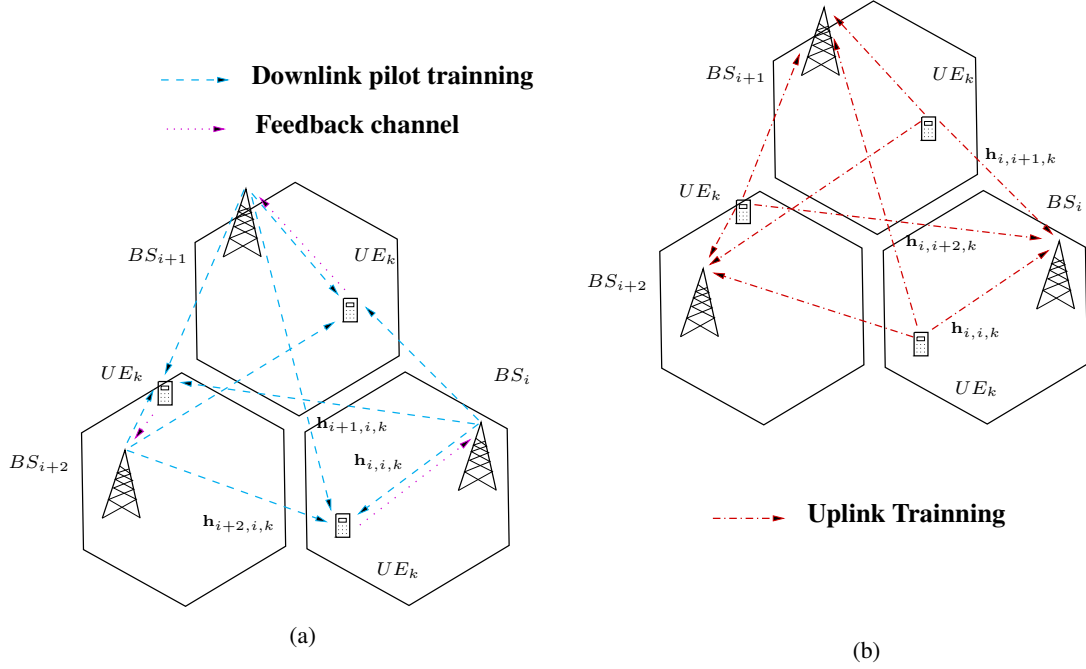 Downlink pilot trainning
Feedback channel
BS_{i+1}
UE_k
UE_k
BS_i
h_{i+1,i,k}
h_{i,i,k}
BS_{i+2}
h_{i+2,i,k}
UE_k
(a)
BS_{i+1}
UE_k
h_{i,i+1,k}
UE_k
BS_i
h_{i,i+2,k}
BS_{i+2}
h_{i,i,k}
UE_k
Uplink Trainning
(b)